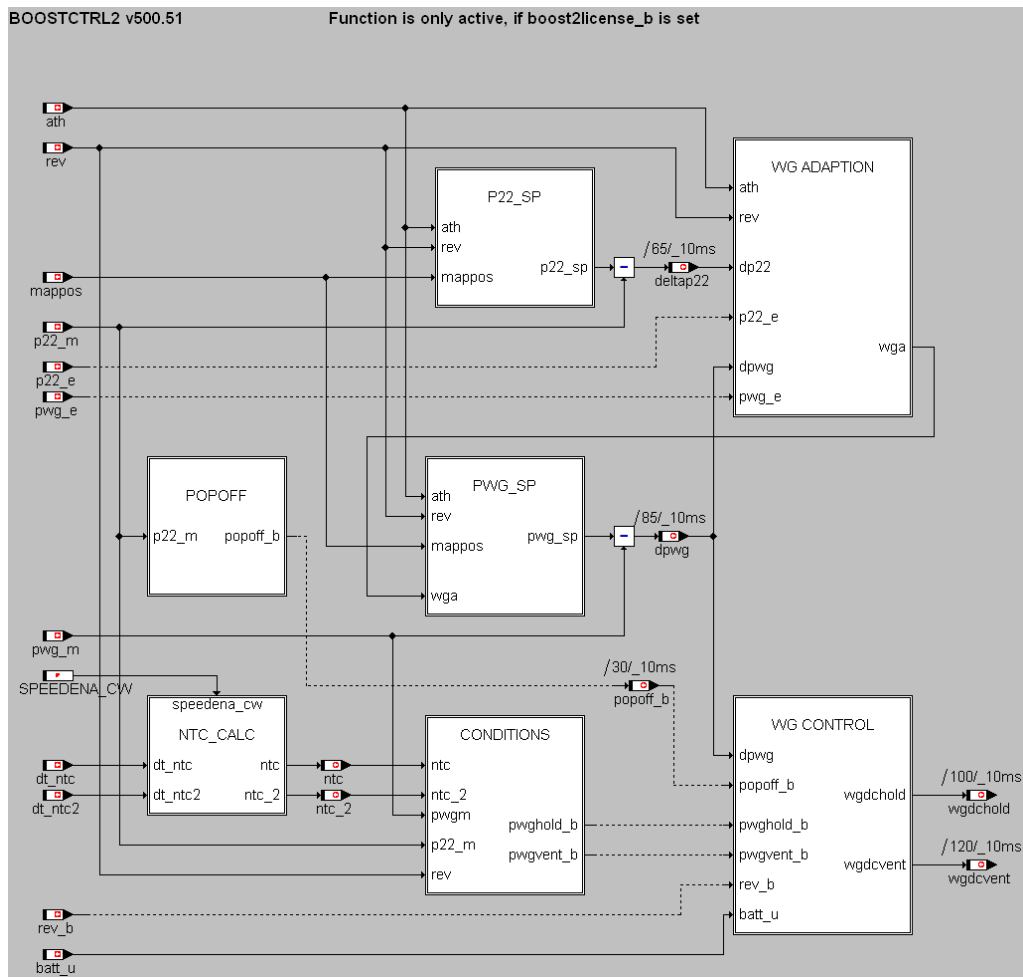 BOOSTCTRL2 v500.51 Function is only active, if boost2license_b is set
ath
rev
mappos
p22_m
p22_e
pwg_e
P22_SP
ath
rev
mappos
p22_sp
/65/_10ms
deltap22
WG ADAPTION
ath
rev
dp22
p22_e
dpwg
pwg_e
wga
POPOFF
p22_m popoff_b
PWG_SP
ath
rev
mappos
wga
pwg_sp
/85/_10ms
dpwg
pwg_m
SPEEDENA_CW
/30/_10ms
popoff_b
speedena_cw
NTC_CALC
dt_ntc ntc
dt_ntc2 ntc_2
dt_ntc
dt_ntc2
ntc
ntc_2
CONDITIONS
ntc
ntc_2
pwgm
p22_m
rev
pwghold_b
pwgvent_b
WG CONTROL
dpwg
popoff_b
pwghold_b
pwgvent_b
rev_b
batt_u
wgdchold
wgdcvent
/100/_10ms
wgdchold
/120/_10ms
wgdcvent
rev_b
batt_u